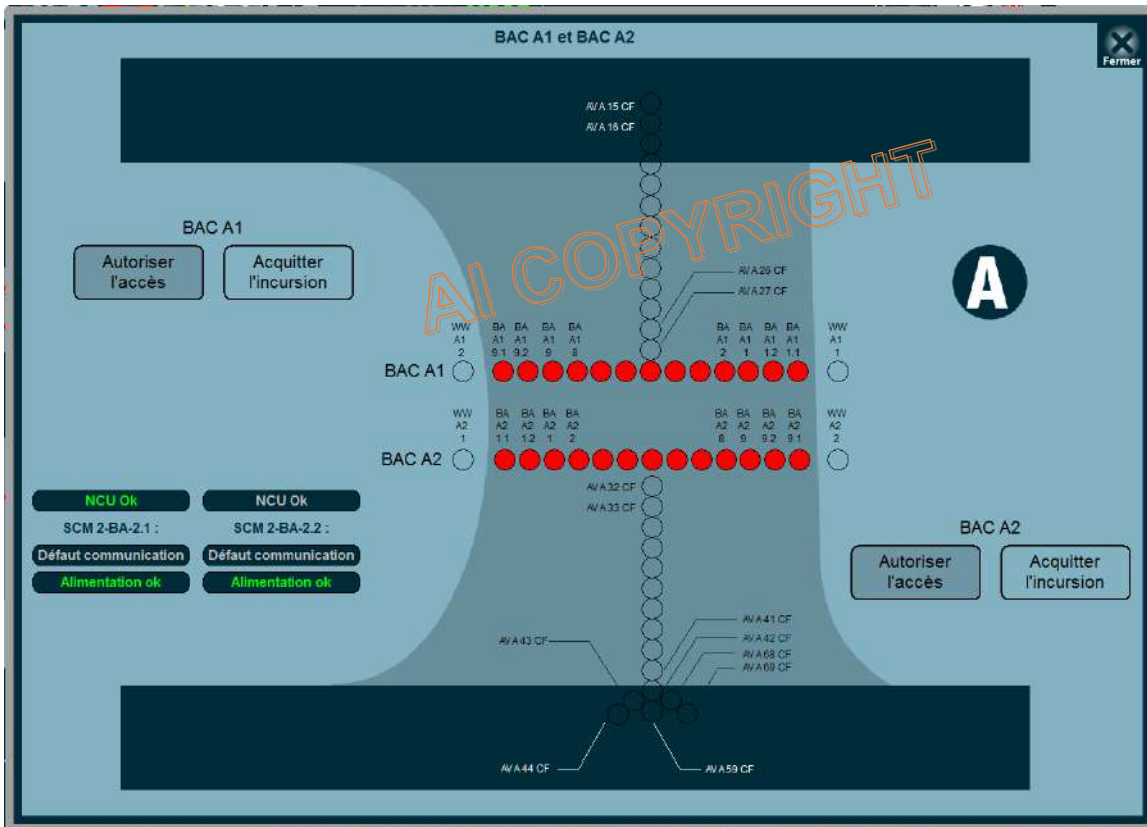 BAC A1 et BAC A2
Fermer
AVA 15 CF
AVA 16 CF
AI COPYRIGHT
BAC A1
Autoriser
l'accès
Acquitter
l'incursion
A
AVA 26 CF
AVA 27 CF
WW BA BA BA BA BA BA BA BA WW
A1 A1 A1 A1 A1 A1 A1 A1 A1 A1
2 9.1 9.2 9 8 2 1 1.2 1.1 1
BAC A1
WW BA BA BA BA BA BA BA BA WW
A2 A2 A2 A2 A2 A2 A2 A2 A2 A2
1 1.1 1.2 1 2 8 9 9.2 9.1 2
BAC A2
AVA 32 CF
AVA 33 CF
NCU Ok NCU Ok
SCM 2-BA-2.1 : SCM 2-BA-2.2 :
Défaut communication Défaut communication
Alimentation ok Alimentation ok
BAC A2
Autoriser
l'accès
Acquitter
l'incursion
AVA 41 CF
AVA 43 CF
AVA 42 CF
AVA 68 CF
AVA 69 CF
AVA 44 CF
AVA 59 CF